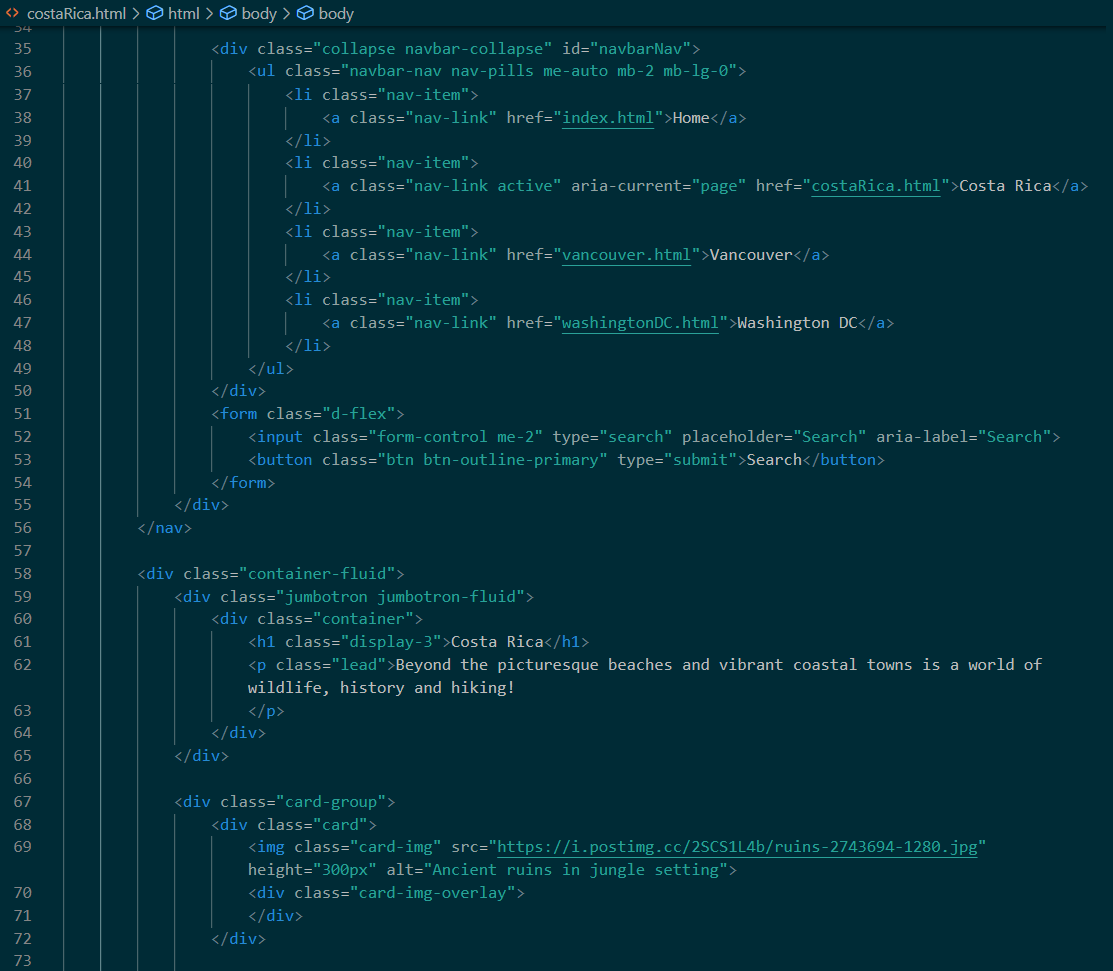 costaRica.html > html > body > body
34
35 <div class="collapse navbar-collapse" id="navbarNav">
36 <ul class="navbar-nav nav-pills me-auto mb-2 mb-lg-0">
37 <li class="nav-item">
38 <a class="nav-link" href="index.html">Home</a>
39 </li>
40 <li class="nav-item">
41 <a class="nav-link active" aria-current="page" href="costaRica.html">Costa Rica</a>
42 </li>
43 <li class="nav-item">
44 <a class="nav-link" href="vancouver.html">Vancouver</a>
45 </li>
46 <li class="nav-item">
47 <a class="nav-link" href="washingtonDC.html">Washington DC</a>
48 </li>
49 </ul>
50 </div>
51 <form class="d-flex">
52 <input class="form-control me-2" type="search" placeholder="Search" aria-label="Search">
53 <button class="btn btn-outline-primary" type="submit">Search</button>
54 </form>
55 </div>
56 </nav>
57
58 <div class="container-fluid">
59 <div class="jumbotron jumbotron-fluid">
60 <div class="container">
61 <h1 class="display-3">Costa Rica</h1>
62 <p class="lead">Beyond the picturesque beaches and vibrant coastal towns is a world of
wildlife, history and hiking!
63 </p>
64 </div>
65 </div>
66
67 <div class="card-group">
68 <div class="card">
69 <img class="card-img" src="https://i.postimg.cc/2SCS1L4b/ruins-2743694-1280.jpg"
height="300px" alt="Ancient ruins in jungle setting">
70 <div class="card-img-overlay">
71 </div>
72 </div>
73